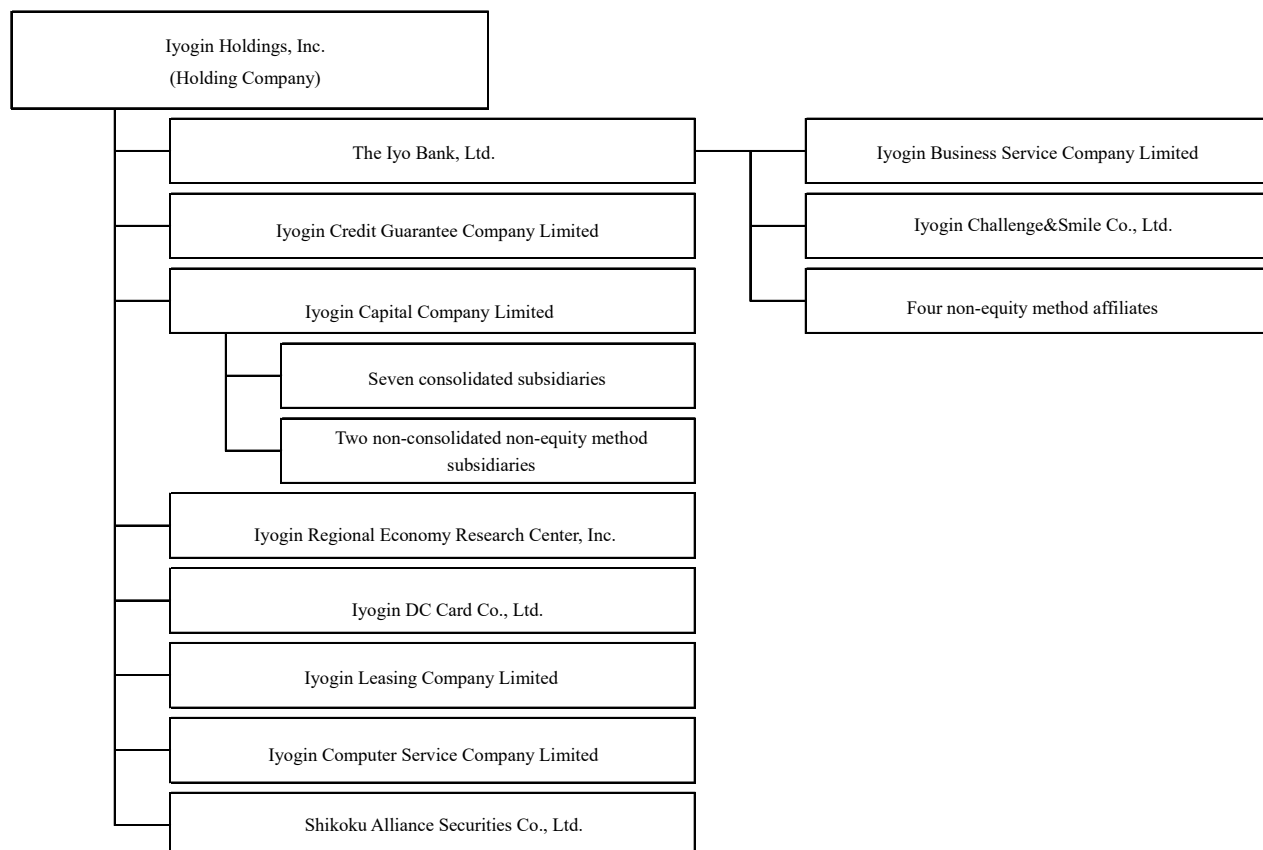 Iyogin Holdings, Inc.
(Holding Company)
The Iyo Bank, Ltd.
Iyogin Business Service Company Limited
Iyogin Credit Guarantee Company Limited
Iyogin Challenge&Smile Co., Ltd.
Iyogin Capital Company Limited
Four non-equity method affiliates
Seven consolidated subsidiaries
Two non-consolidated non-equity method
subsidiaries
Iyogin Regional Economy Research Center, Inc.
Iyogin DC Card Co., Ltd.
Iyogin Leasing Company Limited
Iyogin Computer Service Company Limited
Shikoku Alliance Securities Co., Ltd.